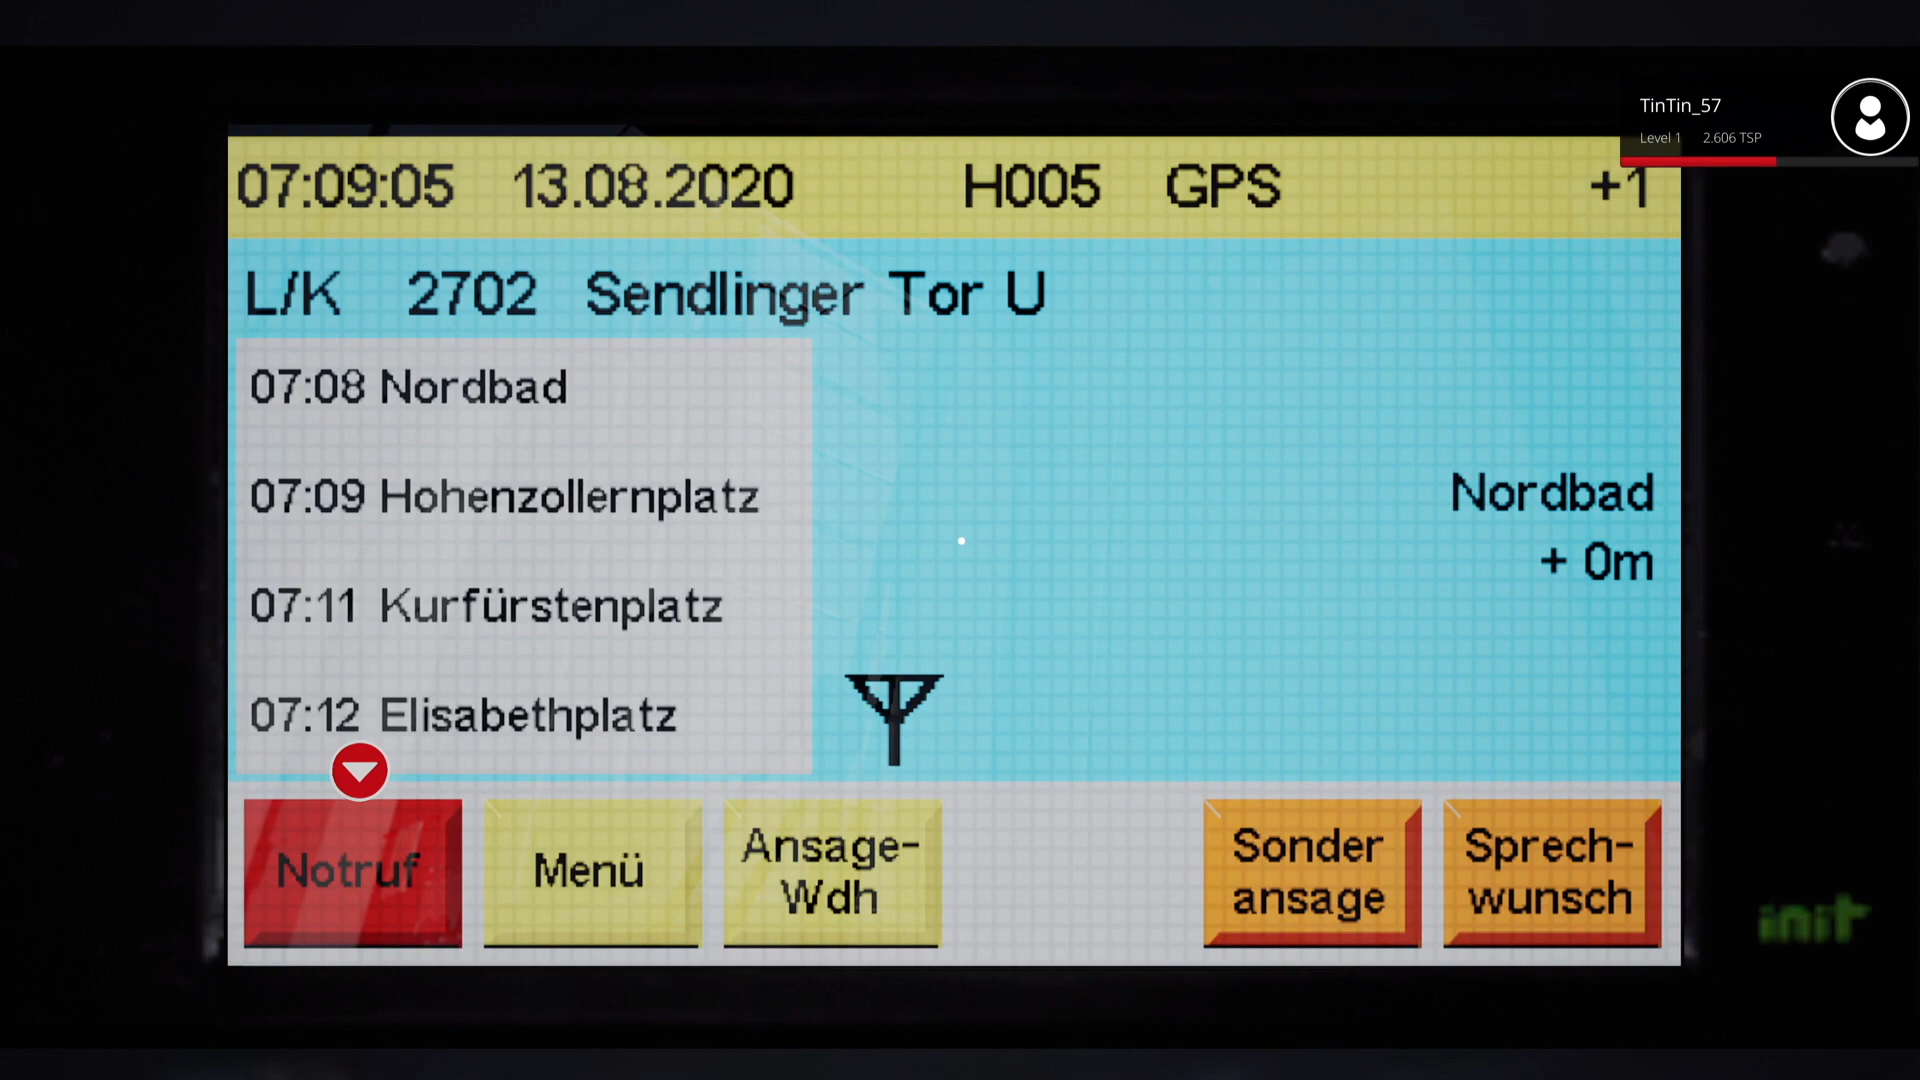 TinTin_57
Level 1 2.606 TSP
07:09:05 13.08.2020 H005 GPS +1
L/K 2702 Sendlinger Tor U
07:08 Nordbad
07:09 Hohenzollernplatz
07:11 Kurfürstenplatz
07:12 Elisabethplatz
Nordbad
+ 0m
Notruf
Menü
Ansage-
Wdh
Sonder
ansage
Sprech-
wunsch
init